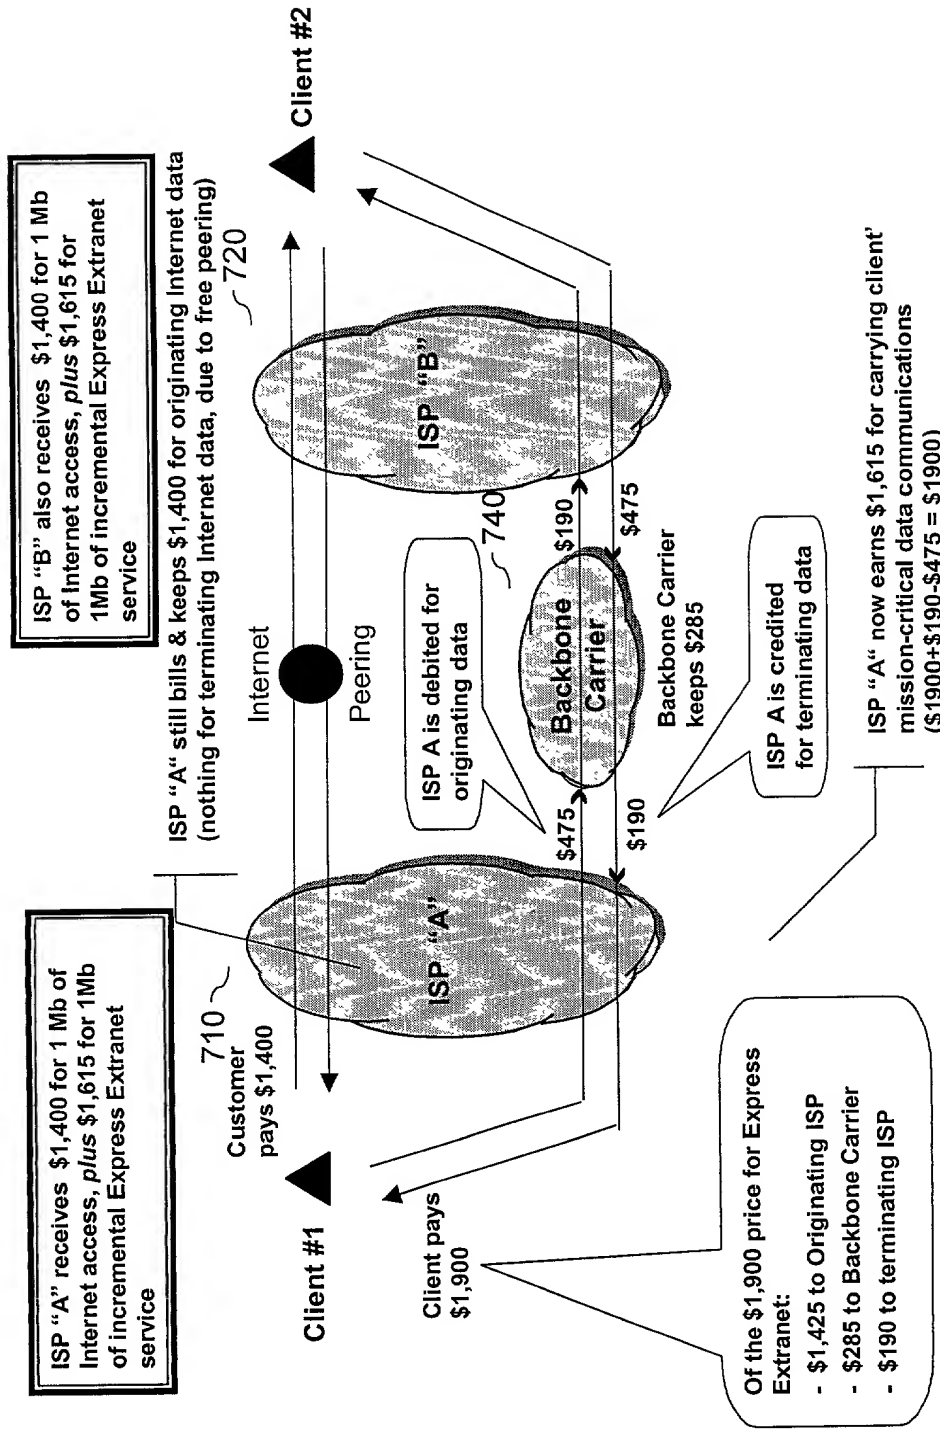 ISP “A” receives $1,400 for 1 Mb of
Internet access, plus $1,615 for 1Mb
of incremental Express Extranet
service
ISP “B” also receives $1,400 for 1 Mb
of Internet access, plus $1,615 for
1Mb of incremental Express Extranet
service
ISP “A“ still bills & keeps $1,400 for originating Internet data
(nothing for terminating Internet data, due to free peering)
710
Customer
pays $1,400
Internet
Peering
720
Client #1
Client #2
ISP “A”
ISP “B”
ISP A is debited for
originating data
740
Client pays
$1,900
$475
$190
Backbone
Carrier
$190
$475
Backbone Carrier
keeps $285
ISP A is credited
for terminating data
Of the $1,900 price for Express
Extranet:
- $1,425 to Originating ISP
- $285 to Backbone Carrier
- $190 to terminating ISP
ISP “A“ now earns $1,615 for carrying client’
mission-critical data communications
($1900+$190-$475 = $1900)